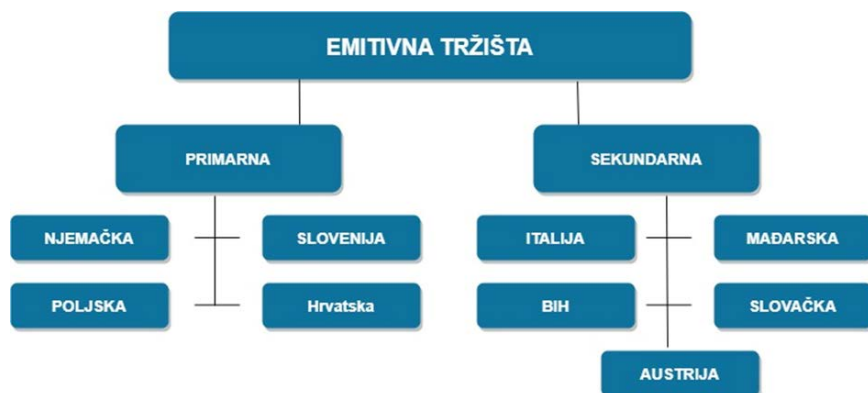 EMITIVNA TRŽIŠTA
PRIMARNA
SEKUNDARNA
NJEMAČKA
SLOVENIJA
ITALIJA
MAĐARSKA
POLJSKA
Hrvatska
BIH
SLOVAČKA
AUSTRIJA